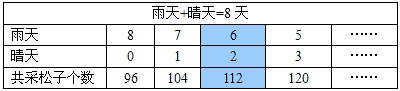 雨天+晴天=8 天
雨天 8 7 6 5 ……
晴天 0 1 2 3 ……
共采松子个数 96 104 112 120 ……